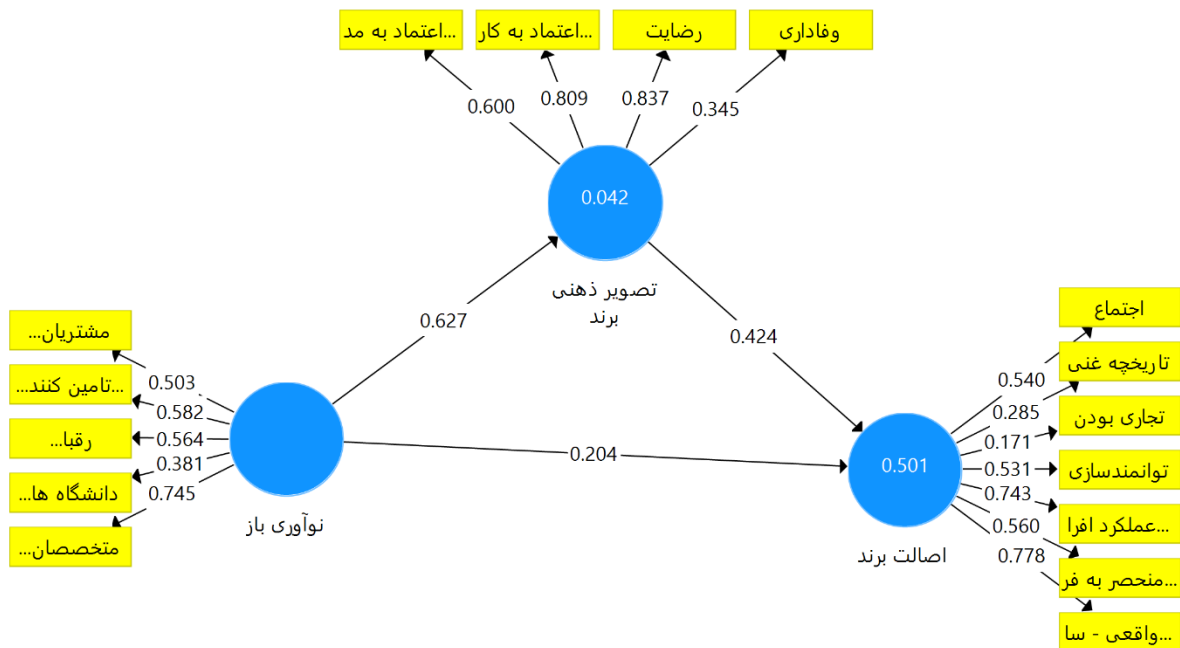 اعتماد به مد...
اعتماد به کار...
رضایت
وفاداری
0.600
0.809
0.837
0.345
0.042
تصویر ذهنی
برند
0.627
0.424
0.204
مشتریان...
تامین کنند...
رقبا...
دانشگاه ها...
متخصصان...
0.503
0.582
0.564
0.381
0.745
نوآوری باز
0.501
اصالت برند
0.540
0.285
0.171
0.531
0.743
0.560
0.778
اجتماع
تاریخچه غنی
تجاری بودن
توانمندسازی
عملکرد افرا...
منحصر به فر...
واقعی - سا...